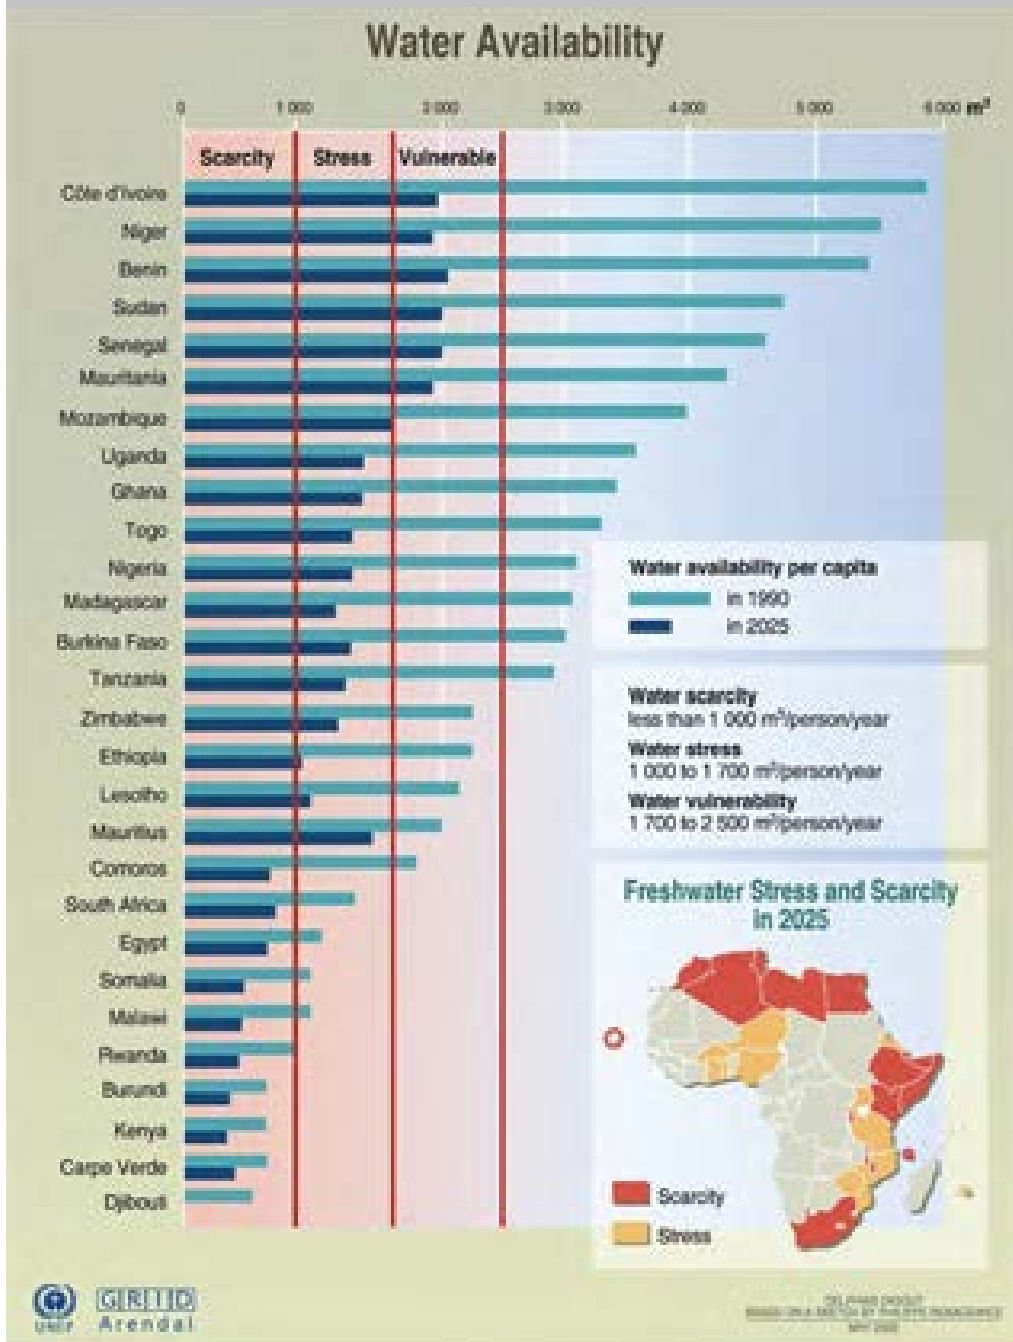 Water Availability
0 1 000 2 000 3 000 4 000 5 000 6 000 m³
Scarcity Stress Vulnerable
Côte d'Ivoire
Niger
Benin
Sudan
Senegal
Mauritania
Mozambique
Uganda
Ghana
Togo
Nigeria
Madagascar
Burkina Faso
Tanzania
Zimbabwe
Ethiopia
Lesotho
Mauritius
Comoros
South Africa
Egypt
Somalia
Malawi
Rwanda
Burundi
Kenya
Carpe Verde
Djibouti
Water availability per capita
in 1990
in 2025
Water scarcity
less than 1 000 m³/person/year
Water stress
1 000 to 1 700 m³/person/year
Water vulnerability
1 700 to 2 500 m³/person/year
Freshwater Stress and Scarcity
in 2025
Scarcity
Stress
UNEP
GRID
Arendal
BASED ON A SKETCH BY PHILIPPE